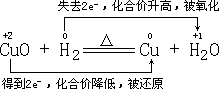 失去2e⁻,化合价升高,被氧化
+2 0 0 +1
CuO + H₂ △ Cu + H₂O
得到2e⁻,化合价降低,被还原